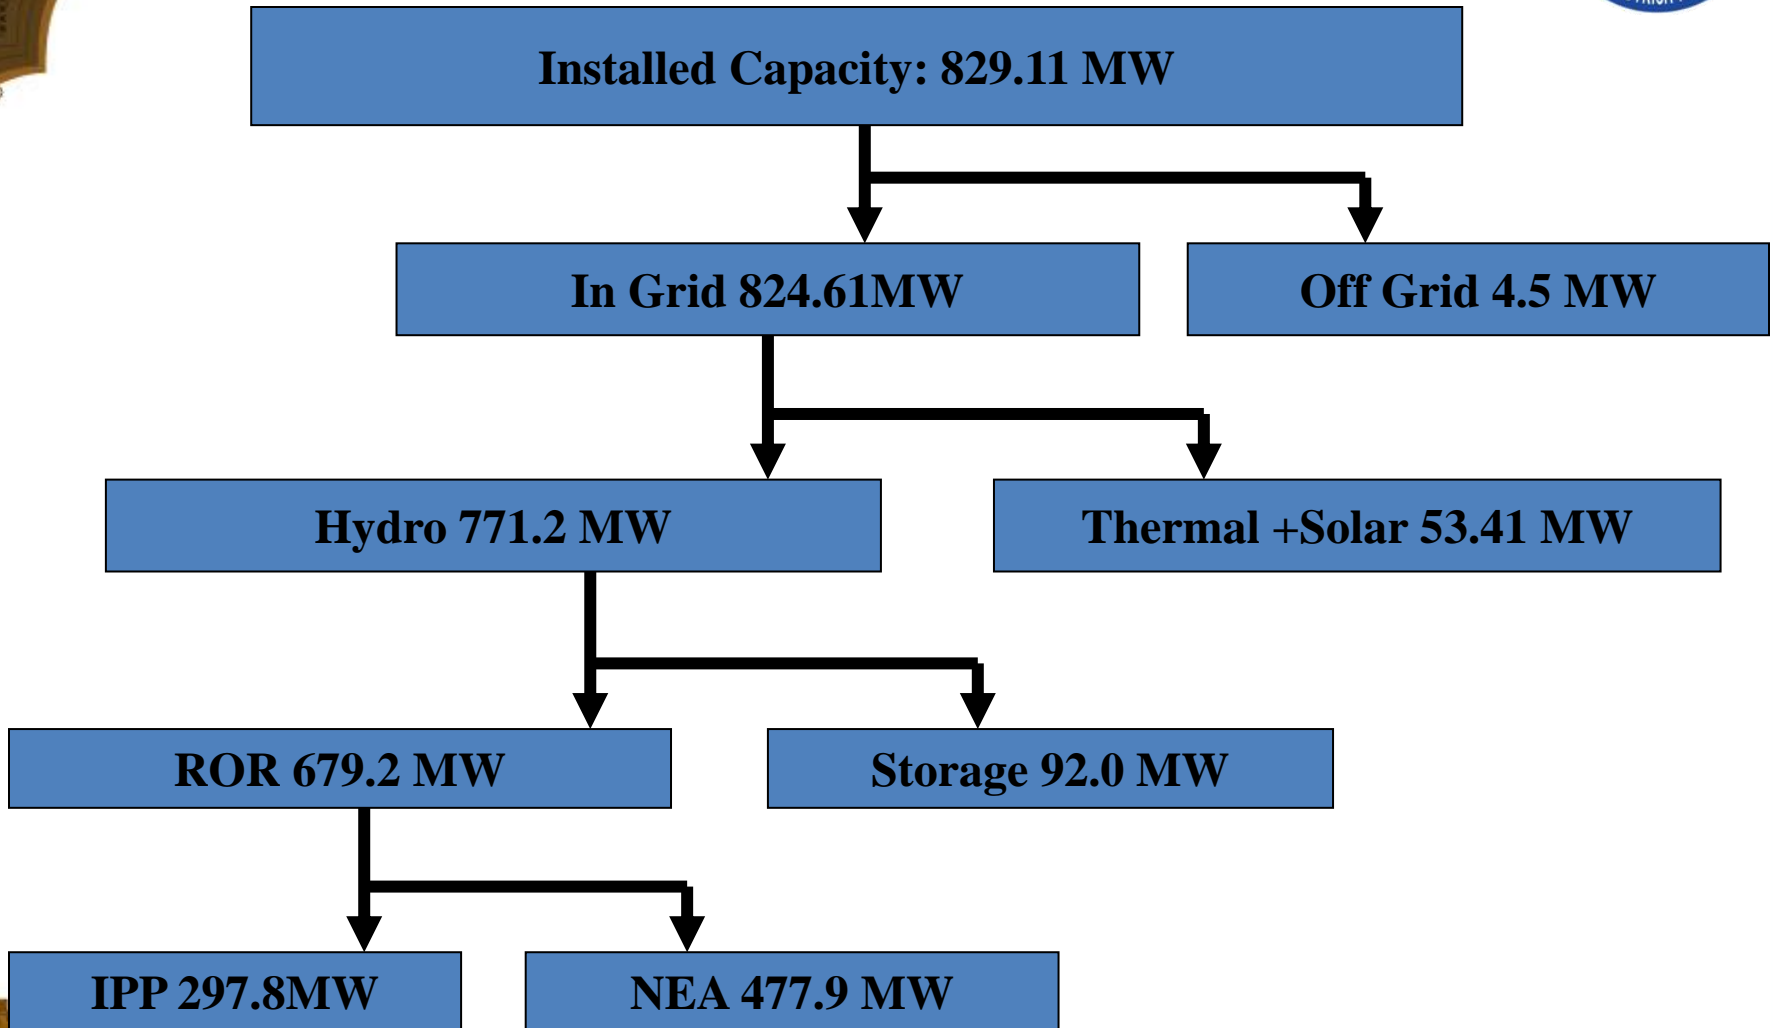 Installed Capacity: 829.11 MW
In Grid 824.61MW
Off Grid 4.5 MW
Hydro 771.2 MW
Thermal +Solar 53.41 MW
ROR 679.2 MW
Storage 92.0 MW
IPP 297.8MW
NEA 477.9 MW